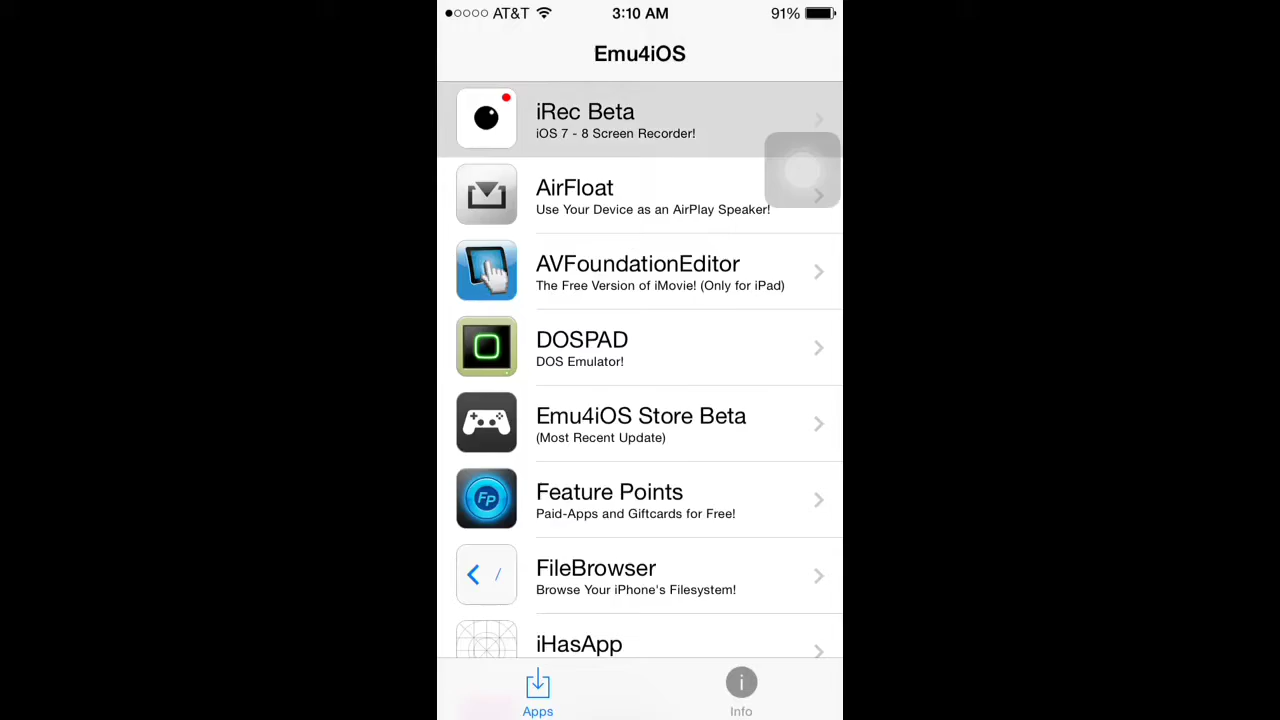 AT&T 3:10 AM 91%
Emu4iOS
iRec Beta
iOS 7 - 8 Screen Recorder!
AirFloat
Use Your Device as an AirPlay Speaker!
AVFoundationEditor
The Free Version of iMovie! (Only for iPad)
DOSPAD
DOS Emulator!
Emu4iOS Store Beta
(Most Recent Update)
FP
Feature Points
Paid-Apps and Giftcards for Free!
/
FileBrowser
Browse Your iPhone's Filesystem!
iHasApp
i
Apps Info